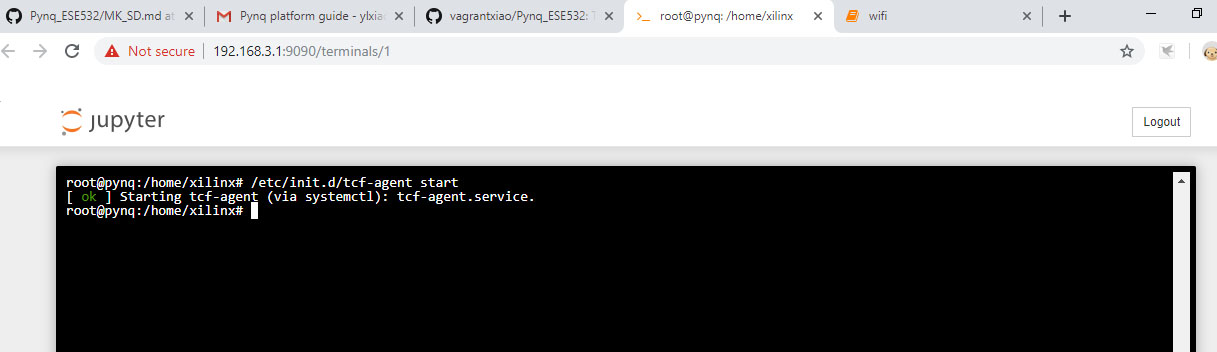 Pynq_ESE532/MK_SD.md at
Pynq platform guide - ylxiao
vagrantxiao/Pynq_ESE532: T
root@pynq: /home/xilinx
wifi
Not secure 192.168.3.1:9090/terminals/1
jupyter
Logout
root@pynq:/home/xilinx# /etc/init.d/tcf-agent start
[ ok ] Starting tcf-agent (via systemctl): tcf-agent.service.
root@pynq:/home/xilinx#